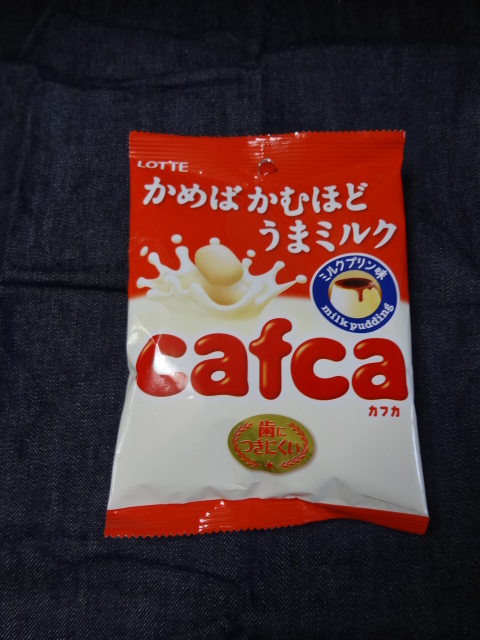 LOTTE
かめばかむほど
うまミルク
ミルクプリン味
milk pudding
cafca
カフカ
歯に
つきにくい